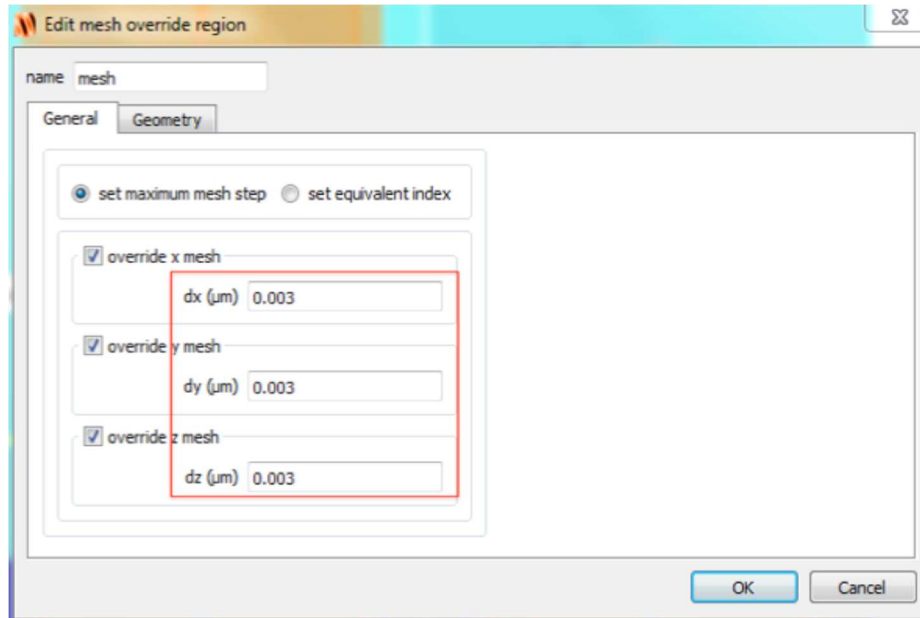 Edit mesh override region
name mesh
General Geometry
set maximum mesh step set equivalent index
override x mesh
dx (µm) 0.003
override y mesh
dy (µm) 0.003
override z mesh
dz (µm) 0.003
OK Cancel